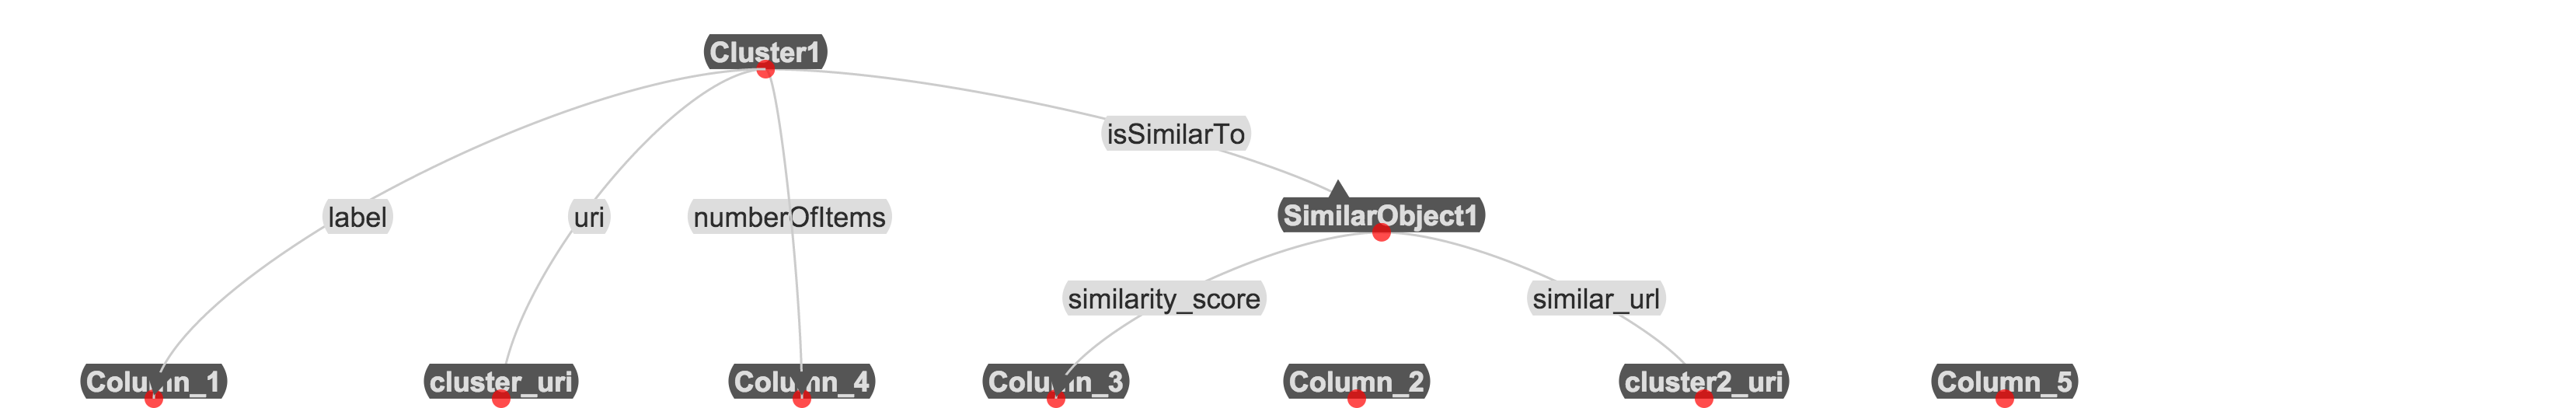 Cluster1
isSimilarTo
label
uri
numberOfItems
SimilarObject1
similarity_score
similar_url
Column_1
cluster_uri
Column_4
Column_3
Column_2
cluster2_uri
Column_5